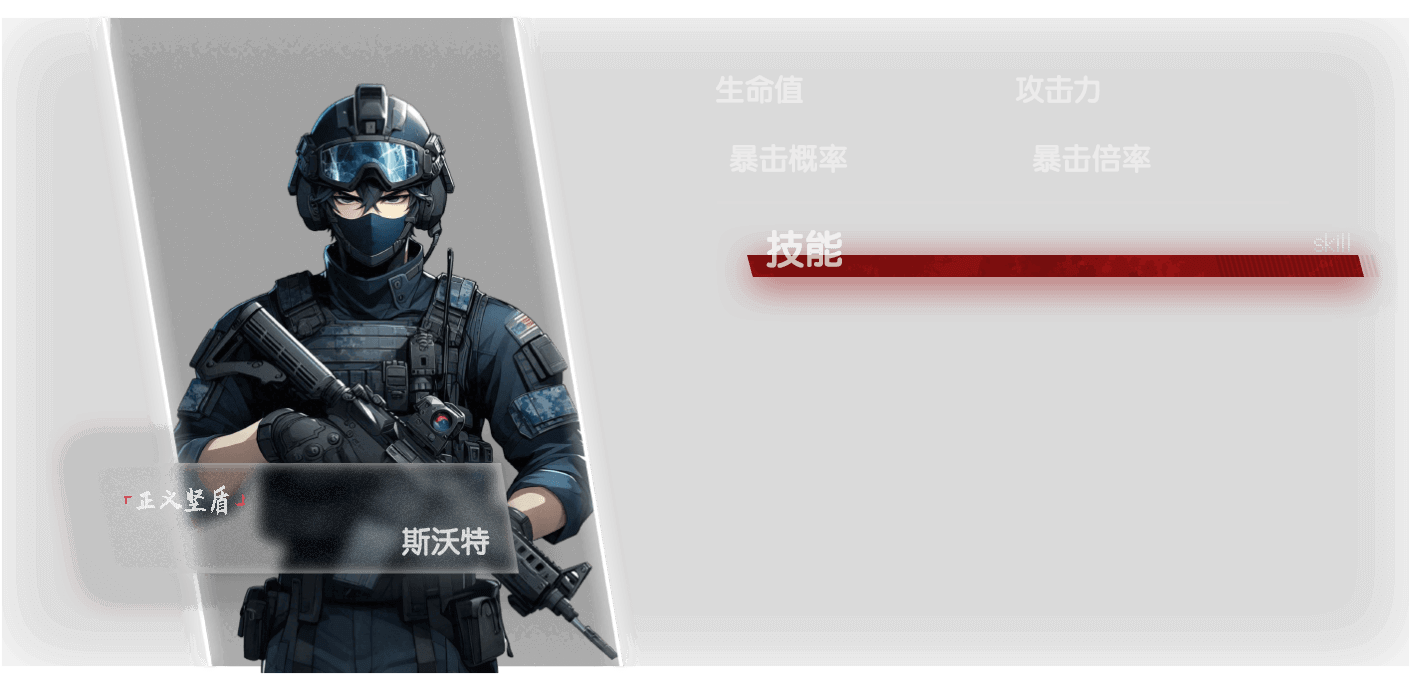 生命值 攻击力
暴击概率 暴击倍率
技能 skill
「正义坚盾」
斯沃特